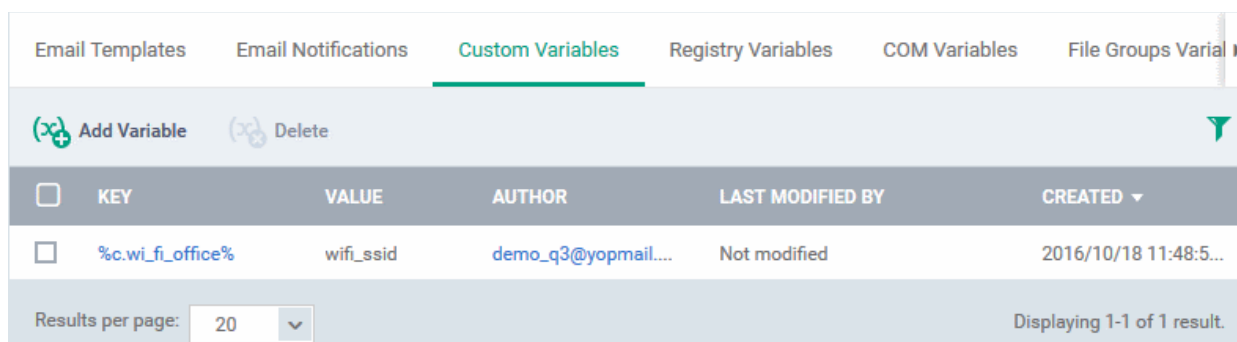 Email Templates Email Notifications Custom Variables Registry Variables COM Variables File Groups Varial
Add Variable Delete
KEY VALUE AUTHOR LAST MODIFIED BY CREATED
%c.wi_fi_office% wifi_ssid demo_q3@yopmail.... Not modified 2016/10/18 11:48:5...
Results per page: 20 Displaying 1-1 of 1 result.